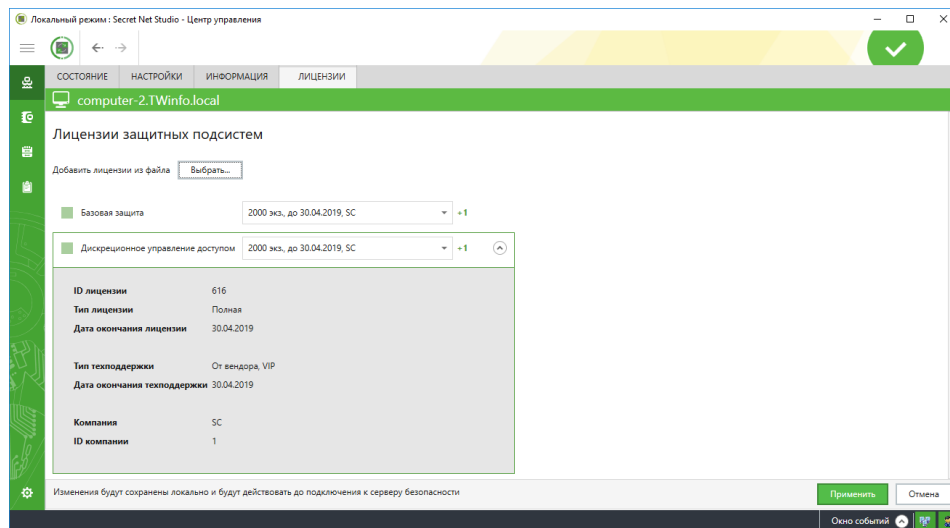 Локальный режим : Secret Net Studio - Центр управления
СОСТОЯНИЕ НАСТРОЙКИ ИНФОРМАЦИЯ ЛИЦЕНЗИИ
computer-2.TWinfo.local
Лицензии защитных подсистем
Добавить лицензии из файла Выбрать...
Базовая защита 2000 экз., до 30.04.2019, SC +1
Дискреционное управление доступом 2000 экз., до 30.04.2019, SC +1
ID лицензии 616
Тип лицензии Полная
Дата окончания лицензии 30.04.2019
Тип техподдержки От вендора, VIP
Дата окончания техподдержки 30.04.2019
Компания SC
ID компании 1
Изменения будут сохранены локально и будут действовать до подключения к серверу безопасности
Применить Отмена
Окно событий